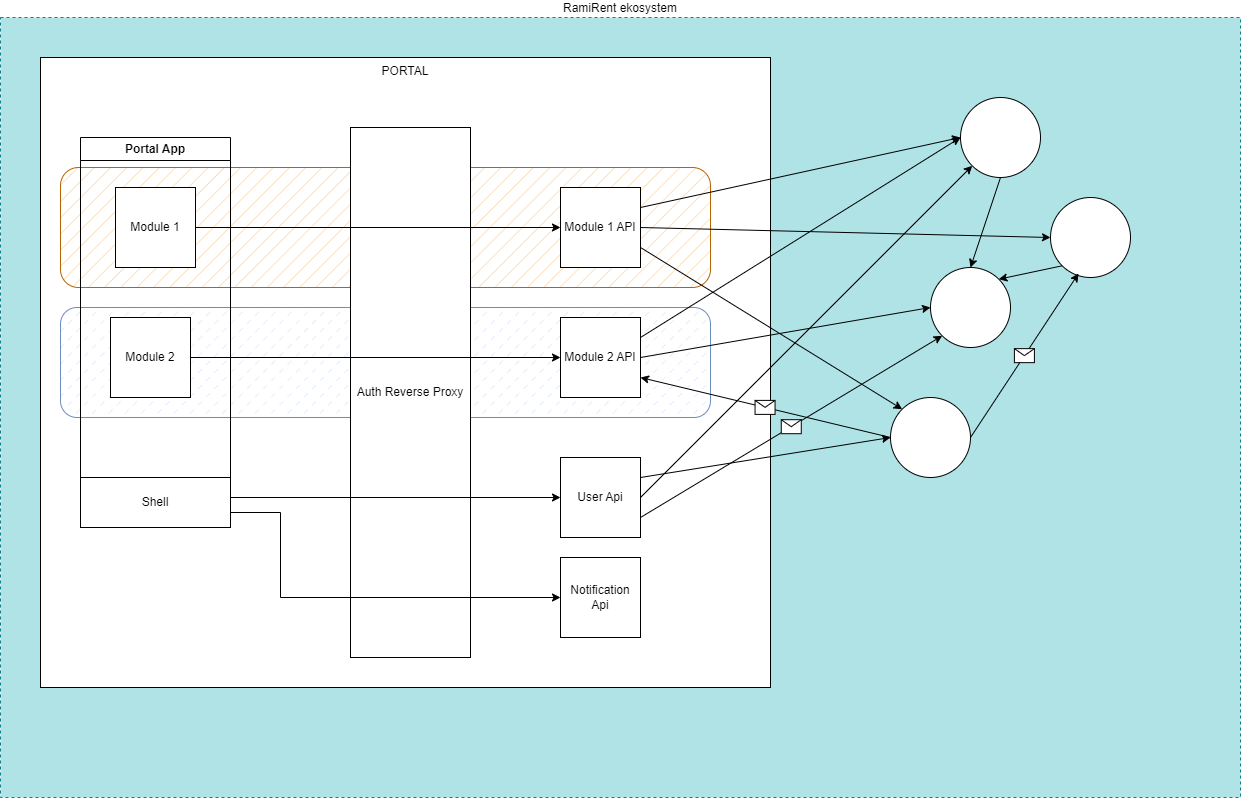 RamiRent ekosystem
PORTAL
Portal App
Module 1
Module 1 API
Module 2
Module 2 API
Auth Reverse Proxy
Shell
User Api
Notification
Api